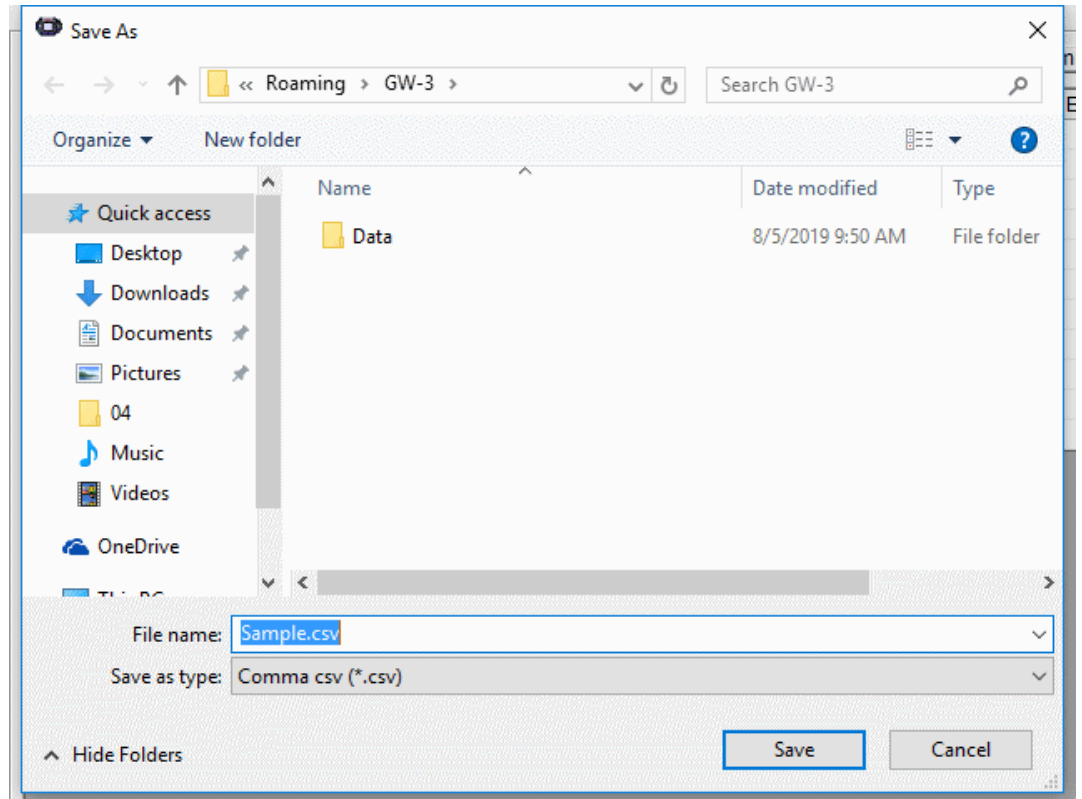 Save As
« Roaming > GW-3 >
Search GW-3
Organize
New folder
?
Name
Date modified
Type
Quick access
Data
8/5/2019 9:50 AM
File folder
Desktop
Downloads
Documents
Pictures
04
Music
Videos
OneDrive
File name:
Sample.csv
Save as type:
Comma csv (*.csv)
Hide Folders
Save
Cancel